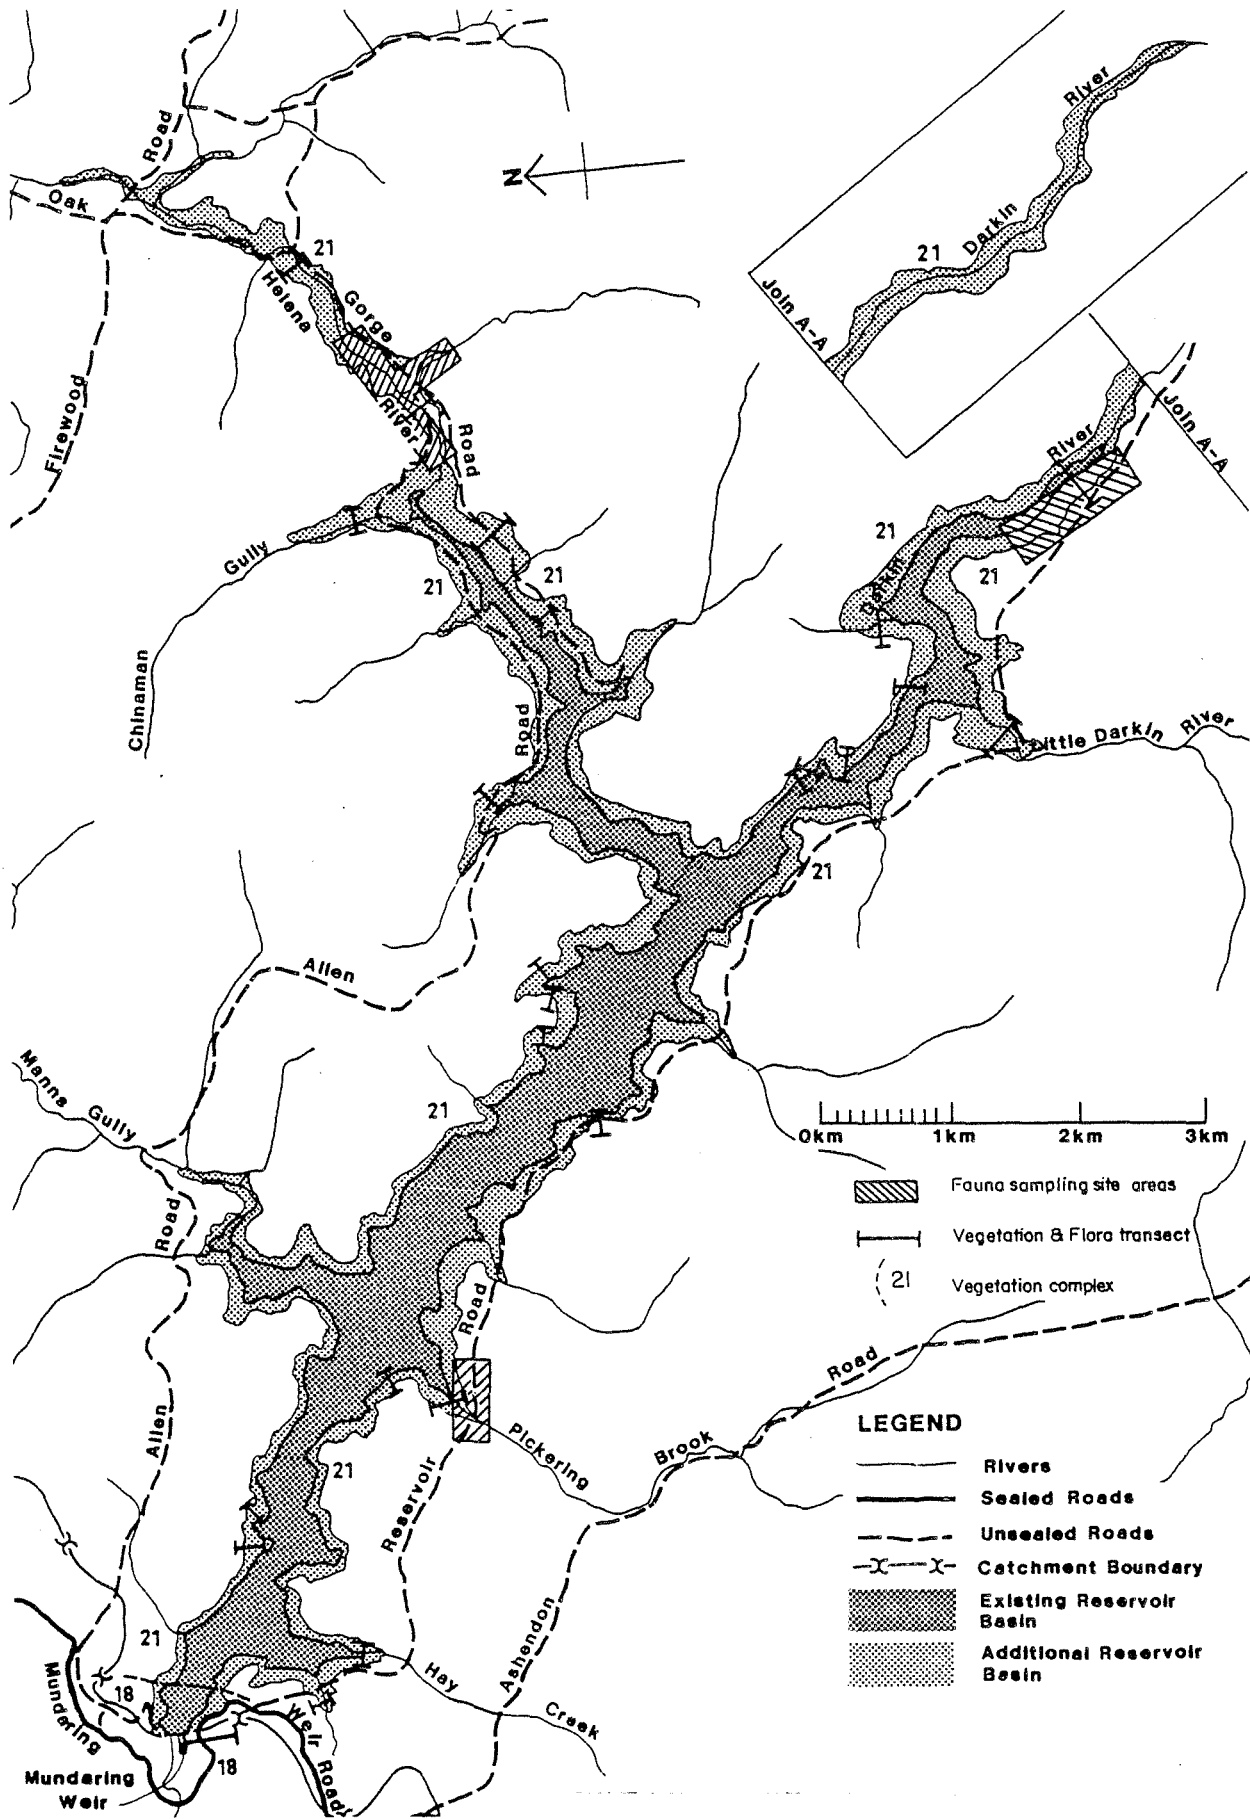 Road
Oak
N
River
Darkin
21
Join A-A
21
Helena
Gorge
Firewood
River
Road
River
Join A-A
Gully
21
21
21
Darkin
21
Chinaman
Road
Little Darkin River
21
Allen
Manna Gully
21
0km 1km 2km 3km
Fauna sampling site areas
Vegetation & Flora transect
21 Vegetation complex
Road
Road
Road
Allen
Pickering
Brook
21
Reservoir
LEGEND
Rivers
Sealed Roads
Unsealed Roads
Catchment Boundary
Existing Reservoir
Basin
Additional Reservoir
Basin
Ashendon
21
Hay
Creek
Mundaring
18
Weir Road
18
Mundaring
Weir